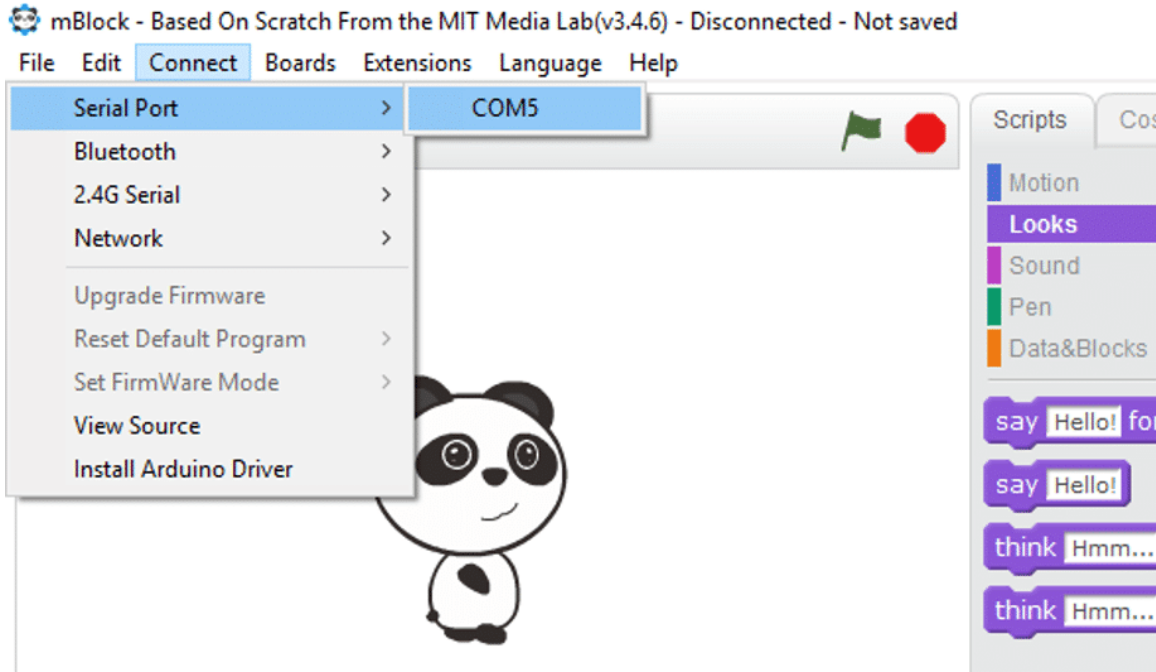 mBlock - Based On Scratch From the MIT Media Lab(v3.4.6) - Disconnected - Not saved
File Edit Connect Boards Extensions Language Help
Serial Port
COM5
Bluetooth
2.4G Serial
Network
Upgrade Firmware
Reset Default Program
Set FirmWare Mode
View Source
Install Arduino Driver
Scripts
Motion
Looks
Sound
Pen
Data&Blocks
say Hello!
say Hello!
think Hmm...
think Hmm...